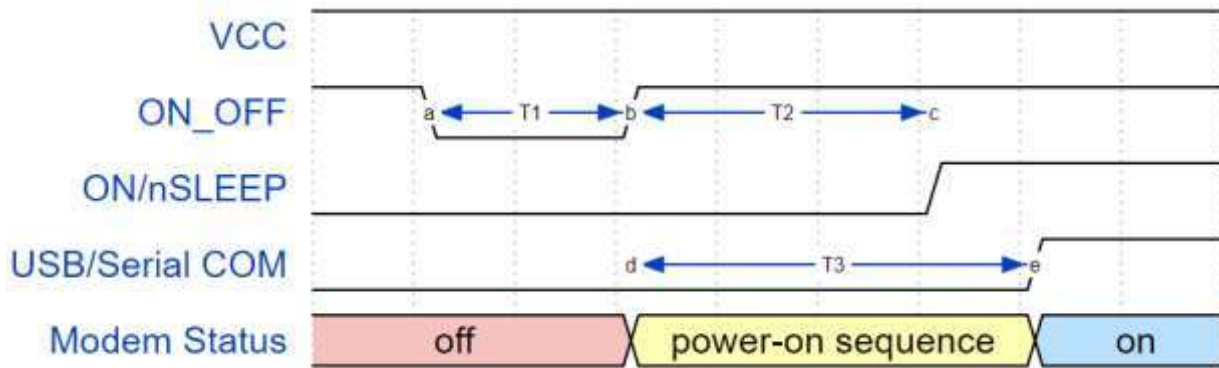 VCC
ON_OFF a T1 b T2 c
ON/nSLEEP
USB/Serial COM d T3 e
Modem Status off power-on sequence on